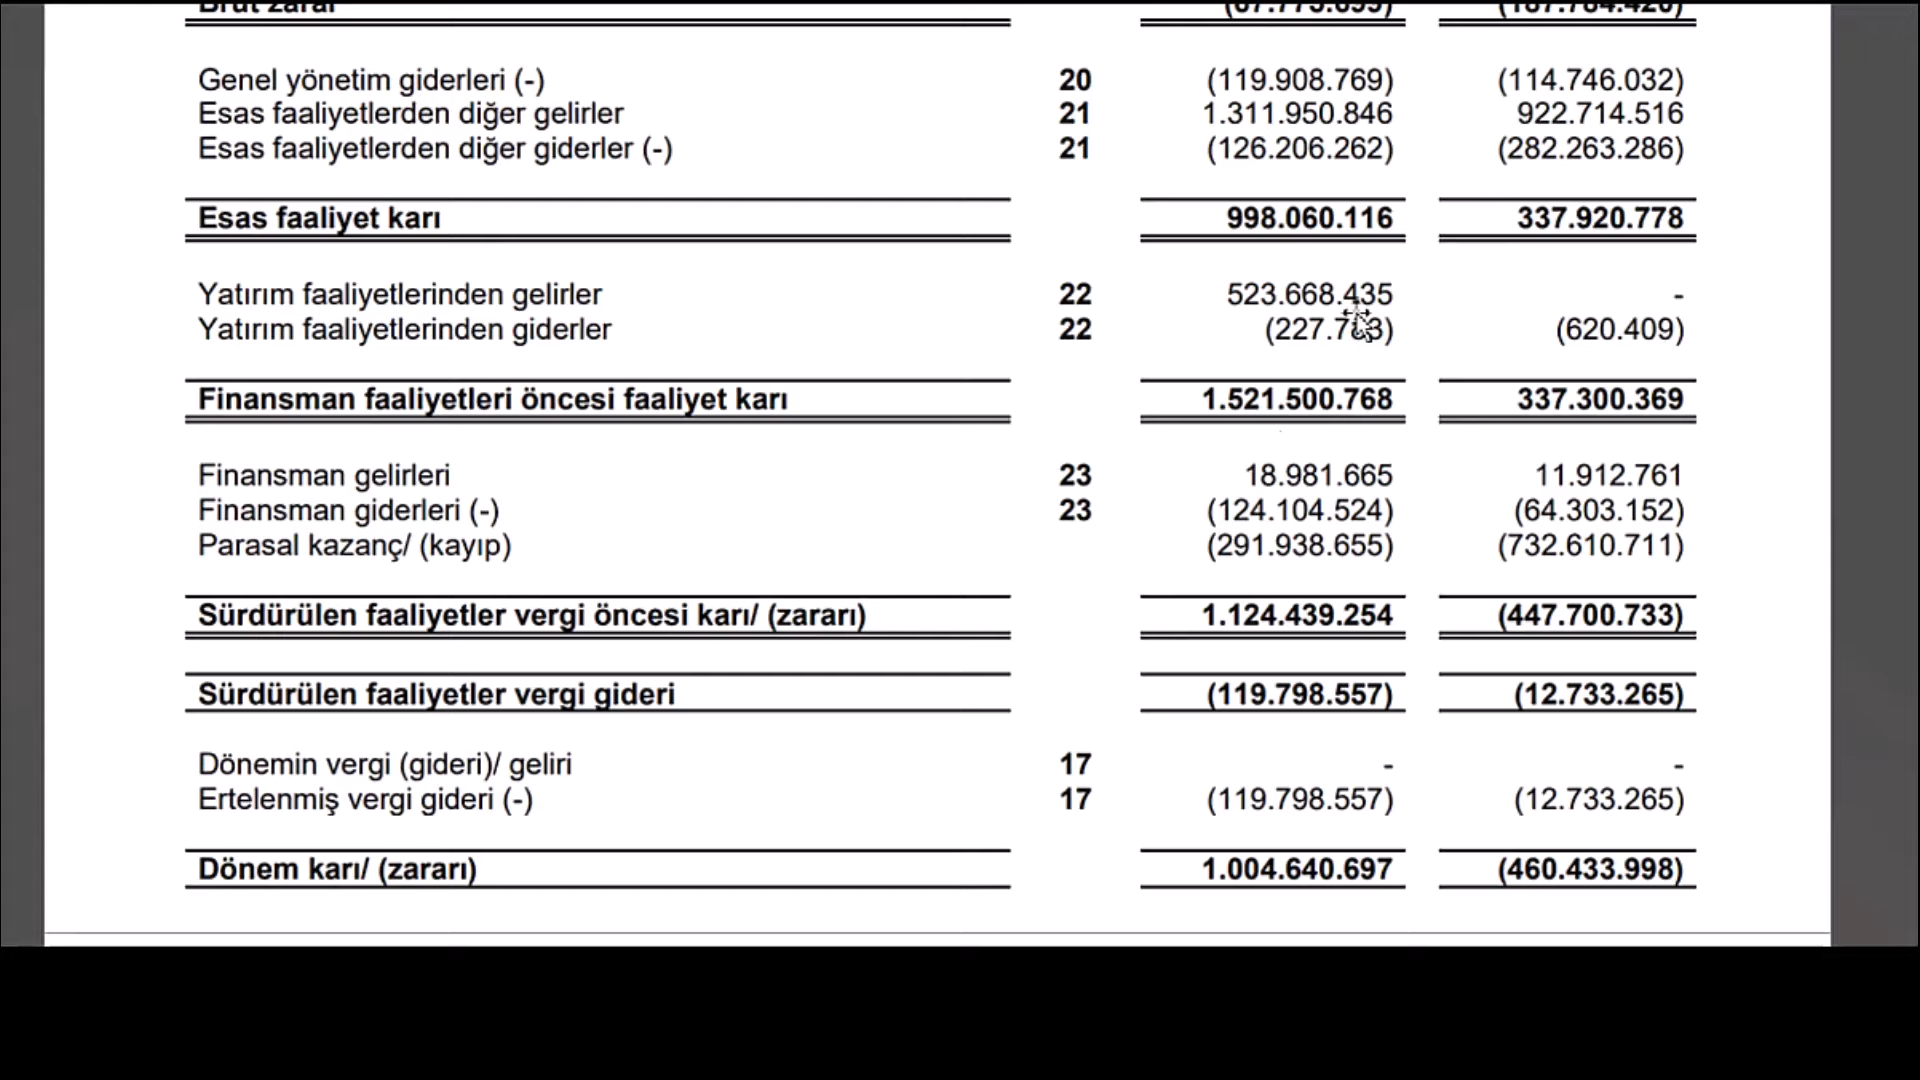 Brüt zarar
Genel yönetim giderleri (-) 20 (119.908.769) (114.746.032)
Esas faaliyetlerden diğer gelirler 21 1.311.950.846 922.714.516
Esas faaliyetlerden diğer giderler (-) 21 (126.206.262) (282.263.286)
Esas faaliyet karı 998.060.116 337.920.778
Yatırım faaliyetlerinden gelirler 22 523.668.435 -
Yatırım faaliyetlerinden giderler 22 (620.409)
Finansman faaliyetleri öncesi faaliyet karı 1.521.500.768 337.300.369
Finansman gelirleri 23 18.981.665 11.912.761
Finansman giderleri (-) 23 (124.104.524) (64.303.152)
Parasal kazanç/ (kayıp) (291.938.655) (732.610.711)
Sürdürülen faaliyetler vergi öncesi karı/ (zararı) 1.124.439.254 (447.700.733)
Sürdürülen faaliyetler vergi gideri (119.798.557) (12.733.265)
Dönemin vergi (gideri)/ geliri 17 - -
Ertelenmiş vergi gideri (-) 17 (119.798.557) (12.733.265)
Dönem karı/ (zararı) 1.004.640.697 (460.433.998)